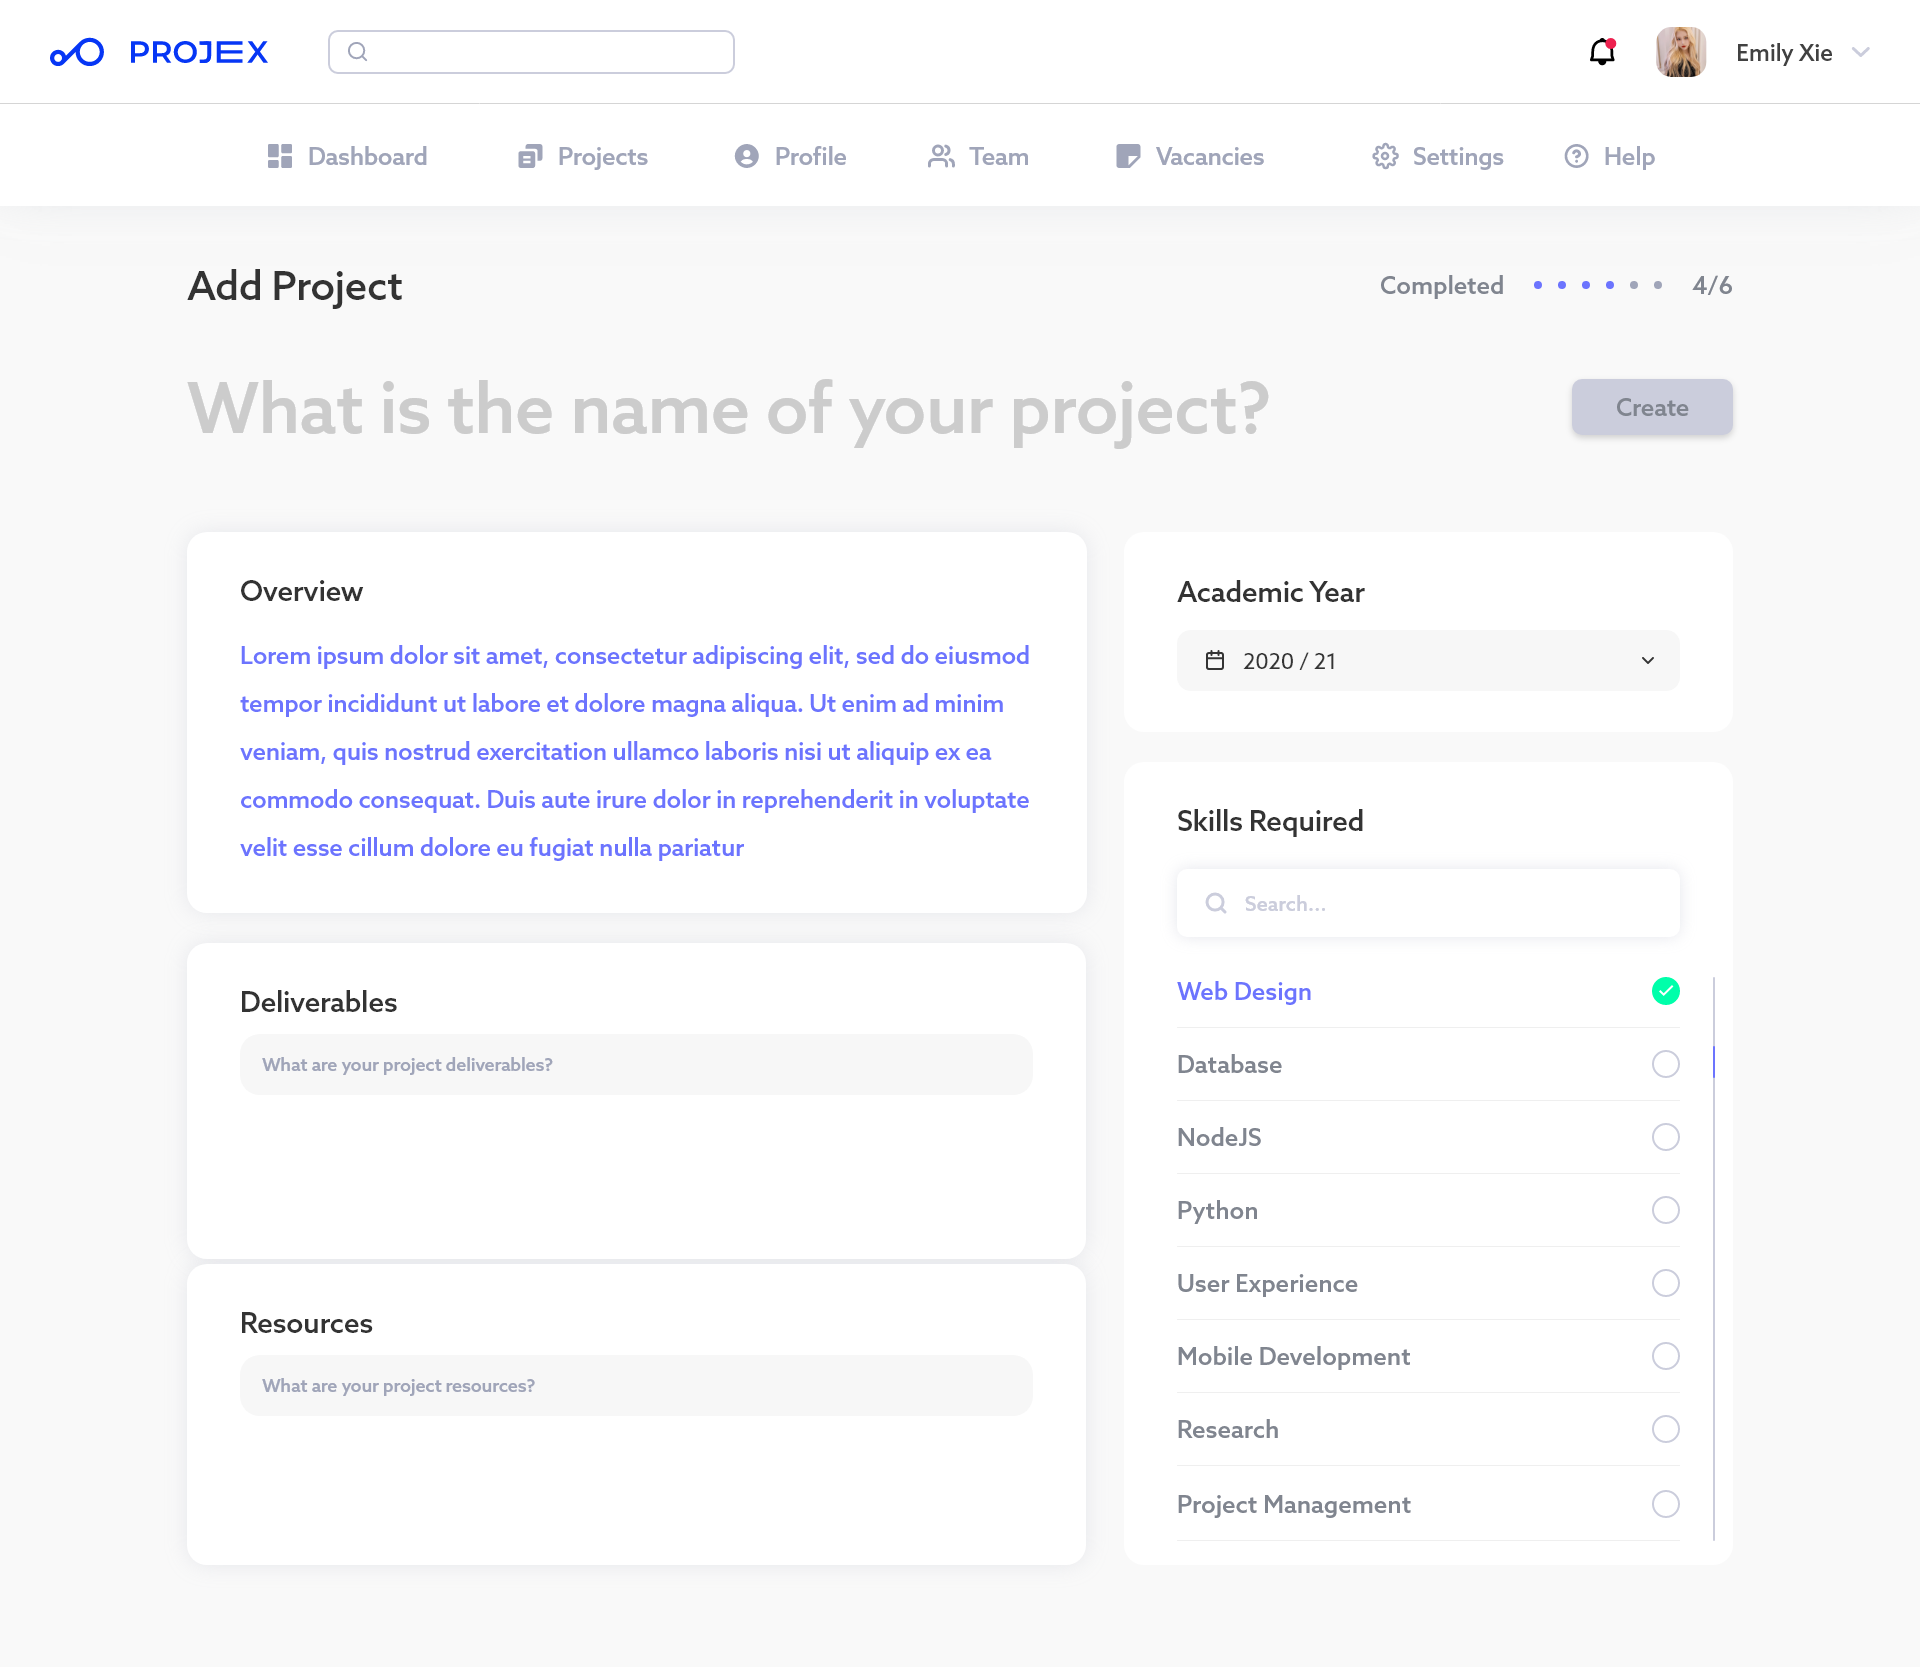 PROJEX
Emily Xie
Dashboard
Projects
Profile
Team
Vacancies
Settings
Help
Add Project
Completed
4/6
What is the name of your project?
Create
Overview
Lorem ipsum dolor sit amet, consectetur adipiscing elit, sed do eiusmod
tempor incididunt ut labore et dolore magna aliqua. Ut enim ad minim
veniam, quis nostrud exercitation ullamco laboris nisi ut aliquip ex ea
commodo consequat. Duis aute irure dolor in reprehenderit in voluptate
velit esse cillum dolore eu fugiat nulla pariatur
Deliverables
What are your project deliverables?
Resources
What are your project resources?
Academic Year
2020 / 21
Skills Required
Search...
Web Design
Database
NodeJS
Python
User Experience
Mobile Development
Research
Project Management